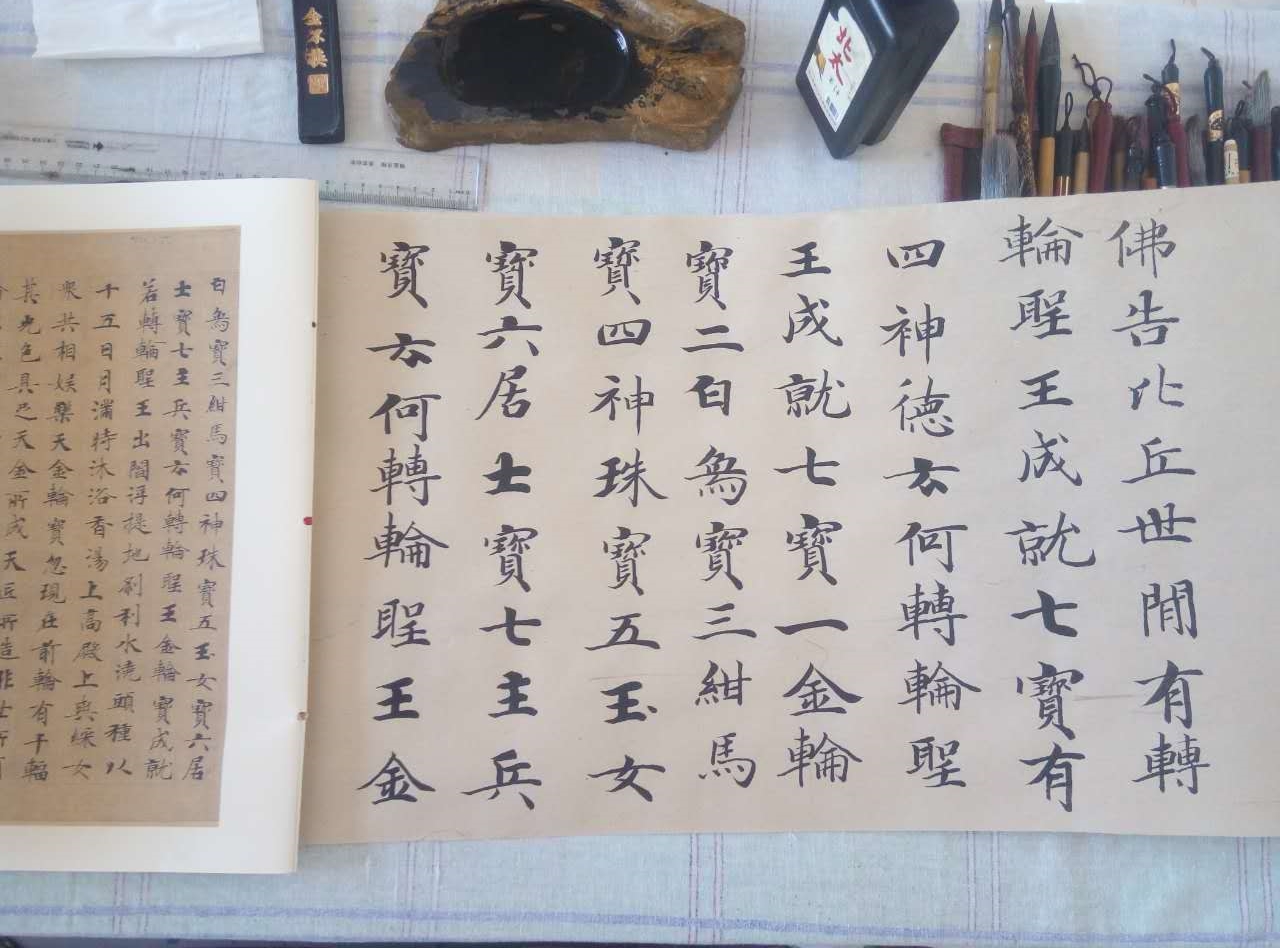 佛告比丘世閒有轉
輪聖王成就七寶有
四神德云何轉輪聖
王成就七寶一金輪
寶二白象寶三紺馬
寶四神珠寶五玉女
寶六居士寶七主兵
寶云何轉輪聖王金
白象寶三紺馬寶四神珠寶五玉女寶六居
士寶七主兵寶云何轉輪聖王金輪寶成就
若轉輪聖王出閻浮提地剎利水澆頭種以
十五日月滿時沐浴香湯上高殿上與婇女
眾共相娛樂天金輪寶忽現在前輪有千輻
其光色具足天金所成天匠所造非世所有
金不換